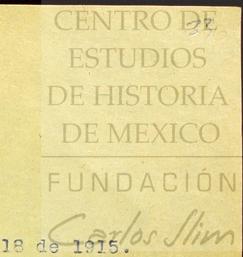 CENTRO DE
ESTUDIOS
DE HISTORIA
DE MEXICO
FUNDACIÓN
Carlos Slim
18 de 1915.